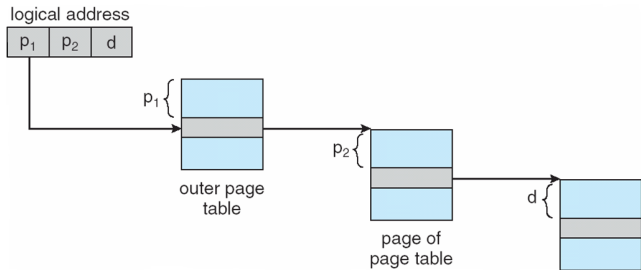 logical address
p₁ p₂ d
p₁
outer page
table
p₂
page of
page table
d